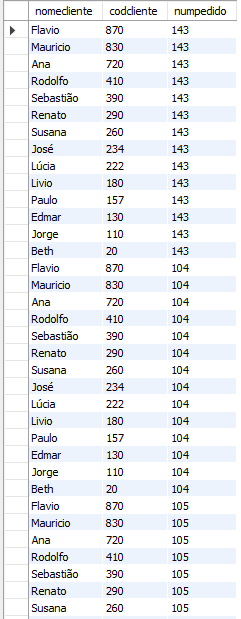 nomecliente codcliente numpedido
Flavio 870 143
Mauricio 830 143
Ana 720 143
Rodolfo 410 143
Sebastião 390 143
Renato 290 143
Susana 260 143
José 234 143
Lúcia 222 143
Livio 180 143
Paulo 157 143
Edmar 130 143
Jorge 110 143
Beth 20 143
Flavio 870 104
Mauricio 830 104
Ana 720 104
Rodolfo 410 104
Sebastião 390 104
Renato 290 104
Susana 260 104
José 234 104
Lúcia 222 104
Livio 180 104
Paulo 157 104
Edmar 130 104
Jorge 110 104
Beth 20 104
Flavio 870 105
Mauricio 830 105
Ana 720 105
Rodolfo 410 105
Sebastião 390 105
Renato 290 105
Susana 260 105